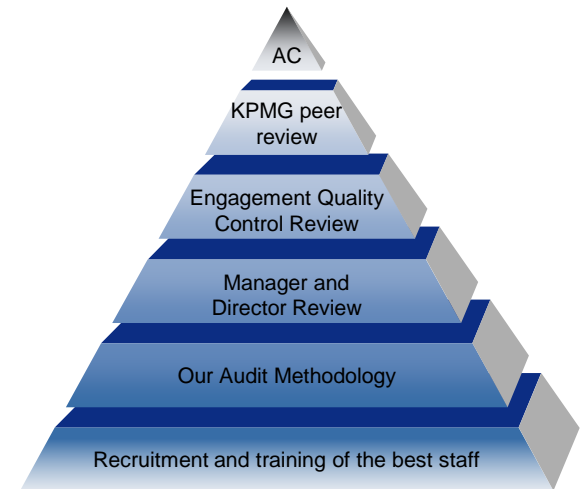 AC
KPMG peer
review
Engagement Quality
Control Review
Manager and
Director Review
Our Audit Methodology
Recruitment and training of the best staff